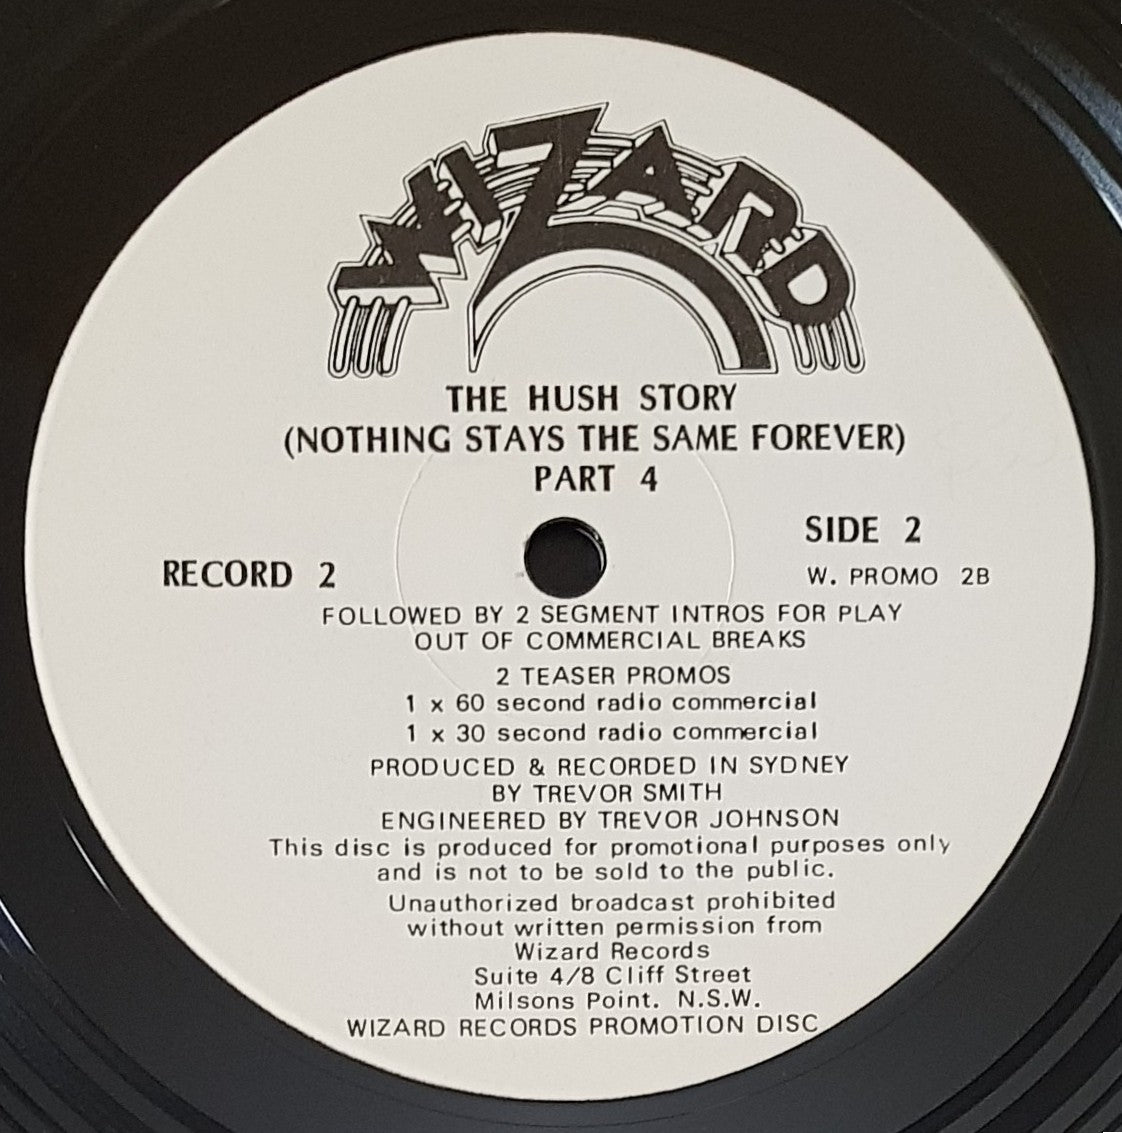 WIZARD
THE HUSH STORY
(NOTHING STAYS THE SAME FOREVER)
PART 4
SIDE 2
RECORD 2
W. PROMO 2B
FOLLOWED BY 2 SEGMENT INTROS FOR PLAY
OUT OF COMMERCIAL BREAKS
2 TEASER PROMOS
1 x 60 second radio commercial
1 x 30 second radio commercial
PRODUCED & RECORDED IN SYDNEY
BY TREVOR SMITH
ENGINEERED BY TREVOR JOHNSON
This disc is produced for promotional purposes only
and is not to be sold to the public.
Unauthorized broadcast prohibited
without written permission from
Wizard Records
Suite 4/8 Cliff Street
Milsons Point. N.S.W.
WIZARD RECORDS PROMOTION DISC